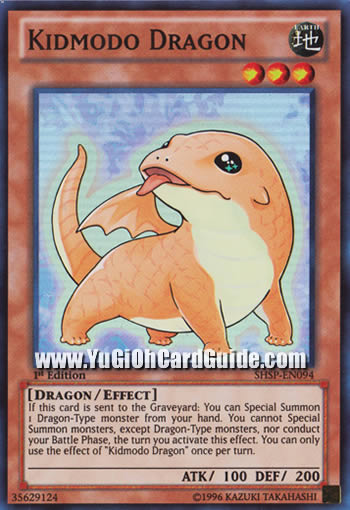 KIDMODO DRAGON
EARTH
地
www.YuGiOhCardGuide.com
1st Edition
SHSP-EN094
[DRAGON/EFFECT]
If this card is sent to the Graveyard: You can Special Summon
1 Dragon-Type monster from your hand. You cannot Special
Summon monsters, except Dragon-Type monsters, nor conduct
your Battle Phase, the turn you activate this effect. You can only
use the effect of "Kidmodo Dragon" once per turn.
ATK/ 100 DEF/ 200
35629124
©1996 KAZUKI TAKAHASHI